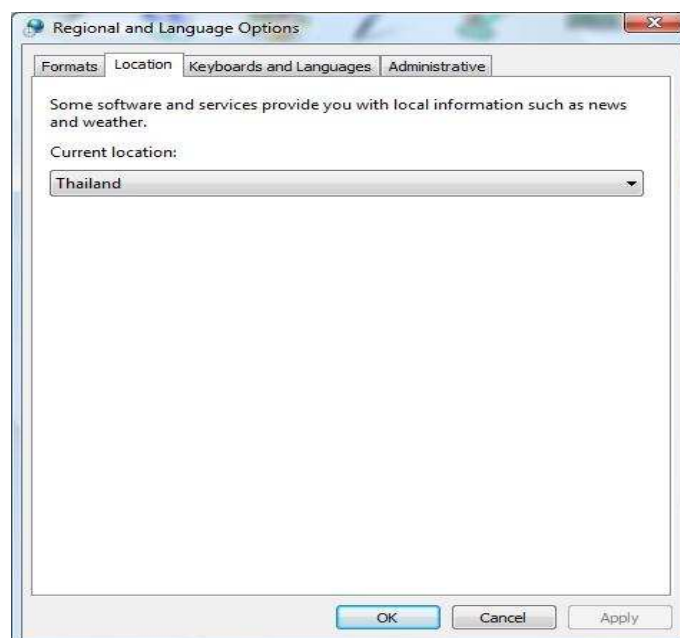 Regional and Language Options
Formats Location Keyboards and Languages Administrative
Some software and services provide you with local information such as news
and weather.
Current location:
Thailand
OK Cancel Apply